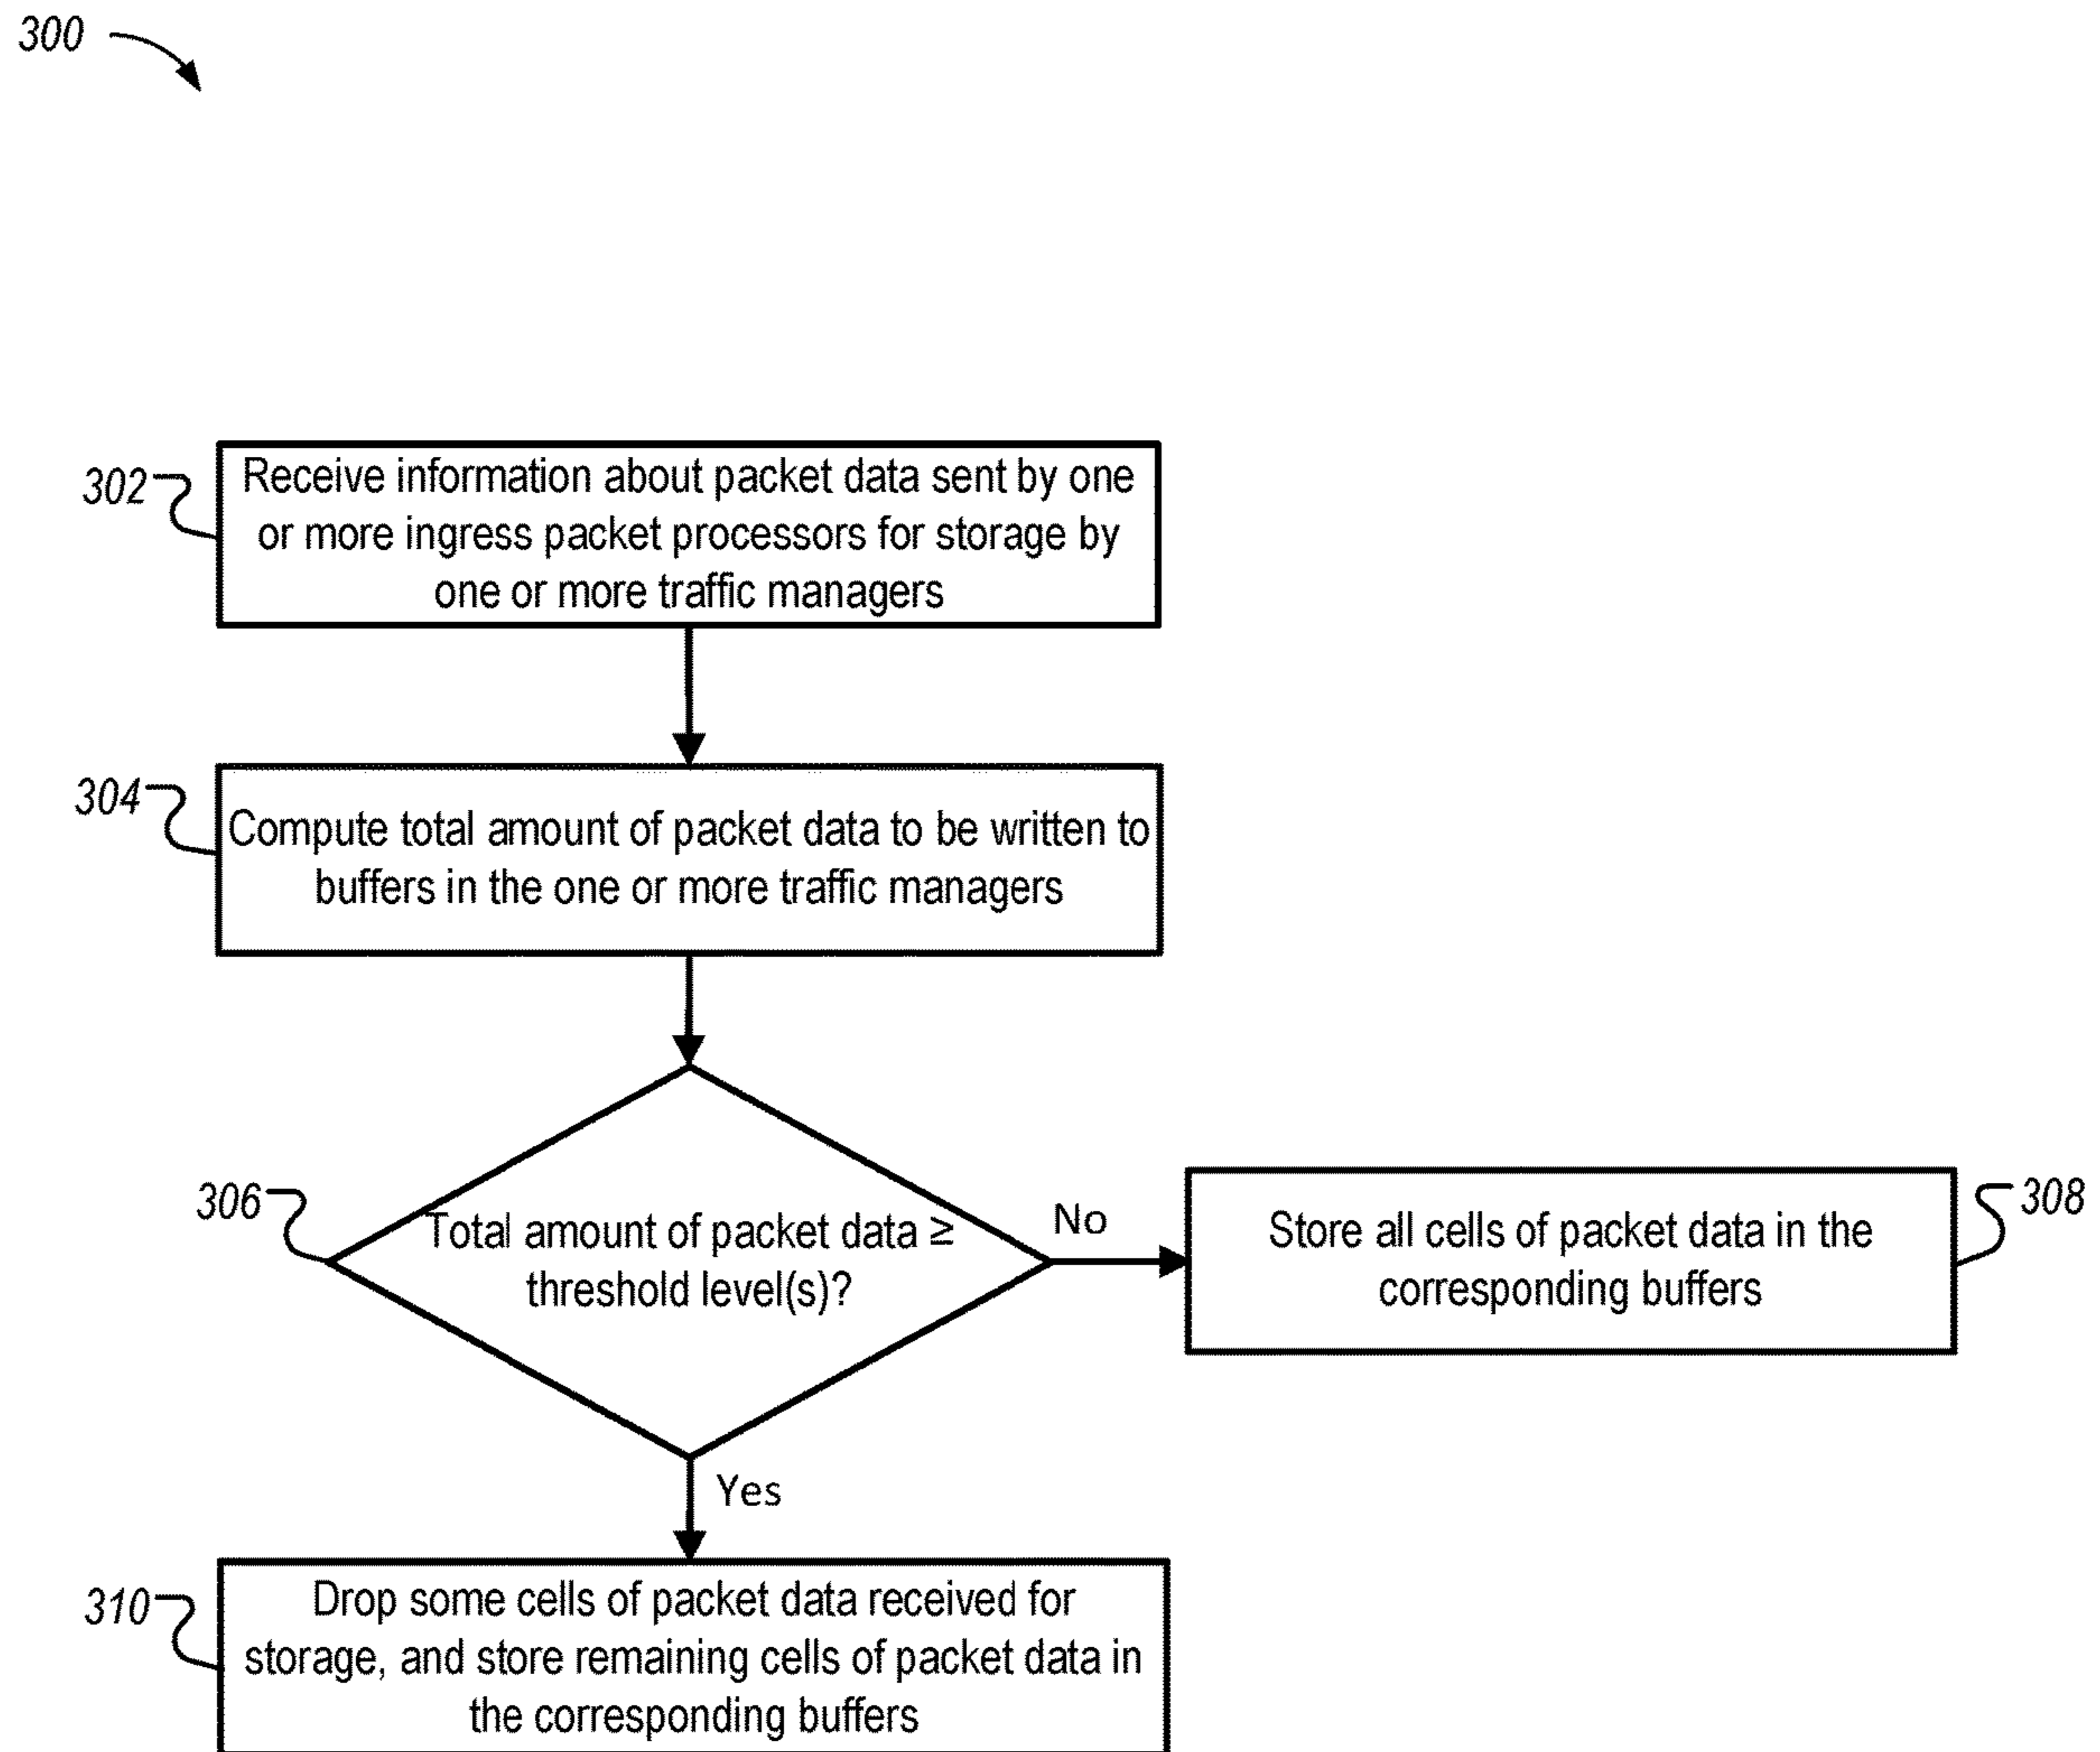 300
302
Receive information about packet data sent by one
or more ingress packet processors for storage by
one or more traffic managers
304
Compute total amount of packet data to be written to
buffers in the one or more traffic managers
306
Total amount of packet data ≥
threshold level(s)?
No
308
Store all cells of packet data in the
corresponding buffers
Yes
310
Drop some cells of packet data received for
storage, and store remaining cells of packet data in
the corresponding buffers